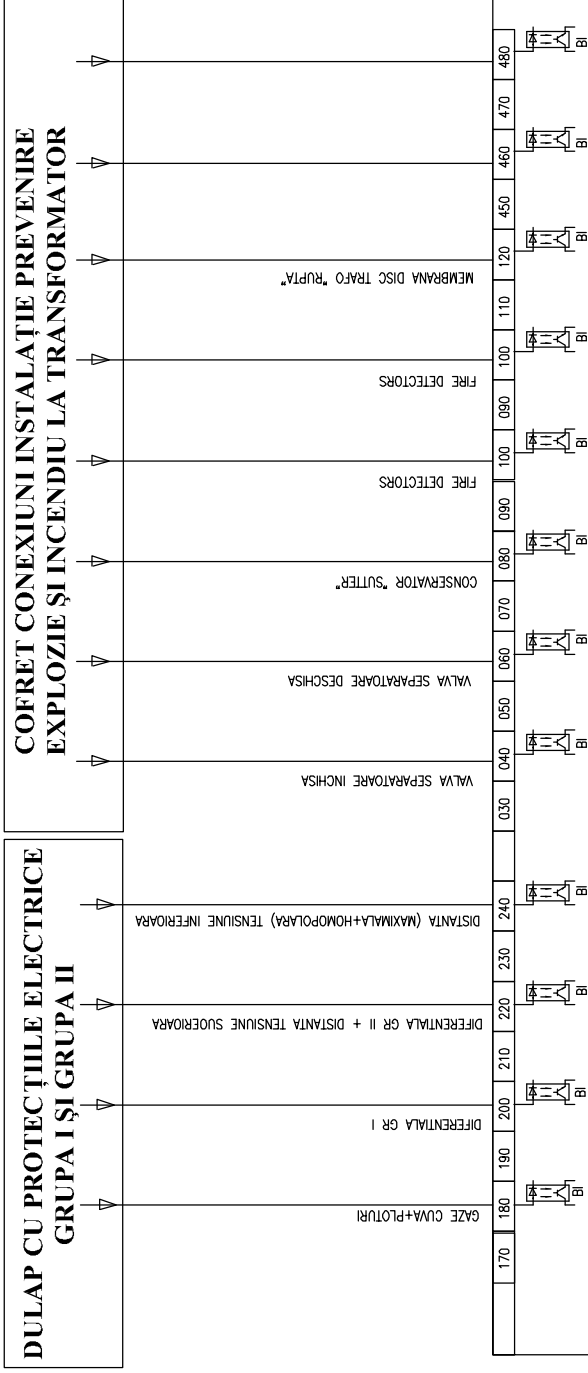 DULAP CU PROTECȚIILE ELECTRICE
GRUPA I ŞI GRUPA II
COFRET CONEXIUNI INSTALAȚIE PREVENIRE
EXPLOZIE ŞI INCENDIU LA TRANSFORMATOR
GAZE CUVA+PLOTURI
DIFERENTIALA GR I
DIFERENTIALA GR II + DISTANTA TENSIUNE SUOERIOARA
DISTANTA (MAXIMALA+HOMOPOLARA) TENSIUNE INFERIOARA
VALVA SEPARATOARE INCHISA
VALVA SEPARATOARE DESCHISA
CONSERVATOR "SUTTER"
FIRE DETECTORS
FIRE DETECTORS
MEMBRANA DISC TRAFO "RUPTA"
170 180 190 200 210 220 230 240 030 040 050 060 070 080 090 100 090 100 110 120 450 460 470 480
BI BI BI BI BI BI BI BI BI BI BI BI